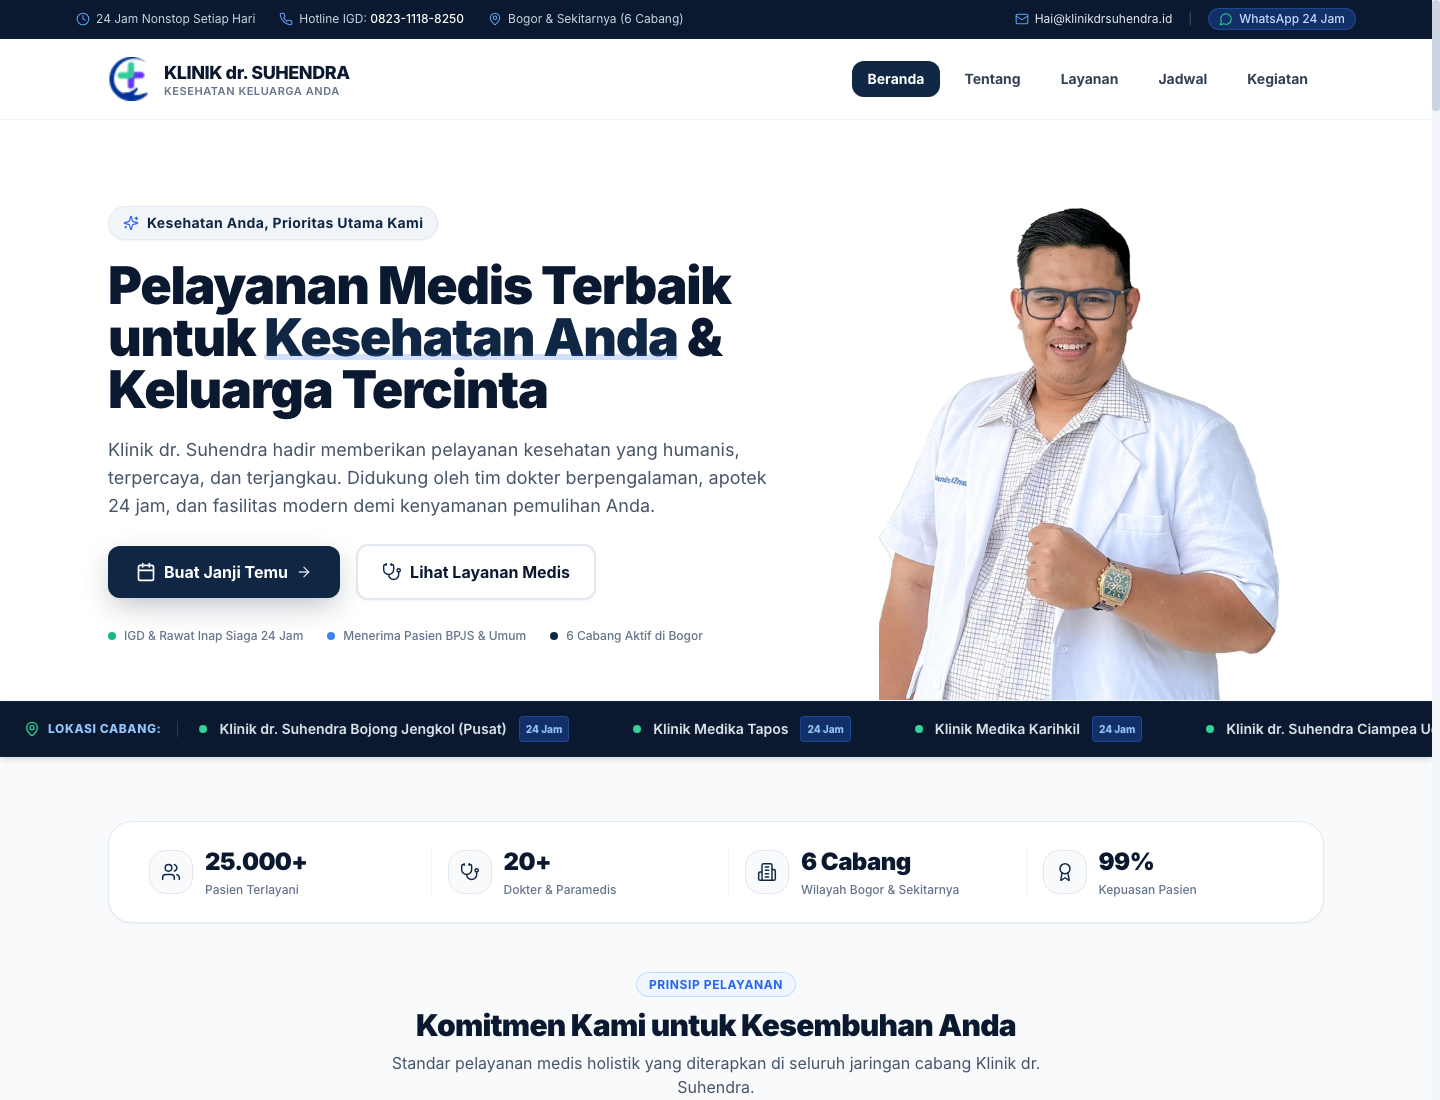 24 Jam Nonstop Setiap Hari
Hotline IGD: 0823-1118-8250
Bogor & Sekitarnya (6 Cabang)
Hai@klinikdrsuhendra.id
WhatsApp 24 Jam
KLINIK dr. SUHENDRA
KESEHATAN KELUARGA ANDA
Beranda
Tentang
Layanan
Jadwal
Kegiatan
Kesehatan Anda, Prioritas Utama Kami
Pelayanan Medis Terbaik
untuk Kesehatan Anda &
Keluarga Tercinta
Klinik dr. Suhendra hadir memberikan pelayanan kesehatan yang humanis,
terpercaya, dan terjangkau. Didukung oleh tim dokter berpengalaman, apotek
24 jam, dan fasilitas modern demi kenyamanan pemulihan Anda.
Buat Janji Temu
Lihat Layanan Medis
IGD & Rawat Inap Siaga 24 Jam
Menerima Pasien BPJS & Umum
6 Cabang Aktif di Bogor
LOKASI CABANG:
Klinik dr. Suhendra Bojong Jengkol (Pusat)
24 Jam
Klinik Medika Tapos
24 Jam
Klinik Medika Karihkil
24 Jam
Klinik dr. Suhendra Ciampea
25.000+
Pasien Terlayani
20+
Dokter & Paramedis
6 Cabang
Wilayah Bogor & Sekitarnya
99%
Kepuasan Pasien
PRINSIP PELAYANAN
Komitmen Kami untuk Kesembuhan Anda
Standar pelayanan medis holistik yang diterapkan di seluruh jaringan cabang Klinik dr.
Suhendra.